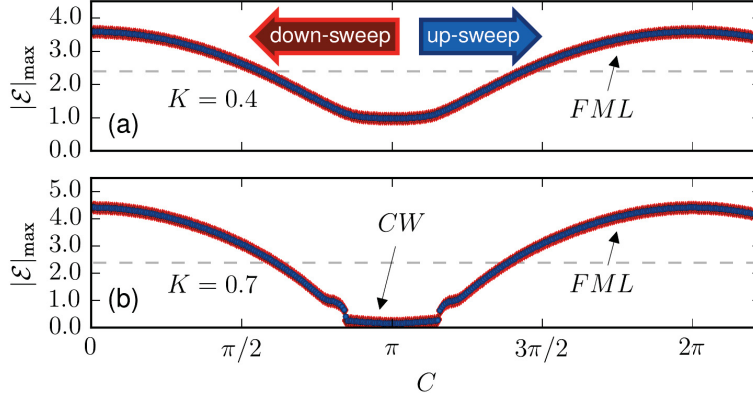 4.0
3.0
2.0
1.0
0.0
|ℰ|max
(a)
K = 0.4
down-sweep
up-sweep
FML
5.0
4.0
3.0
2.0
1.0
0.0
|ℰ|max
(b)
K = 0.7
CW
FML
0
π/2
π
3π/2
2π
C